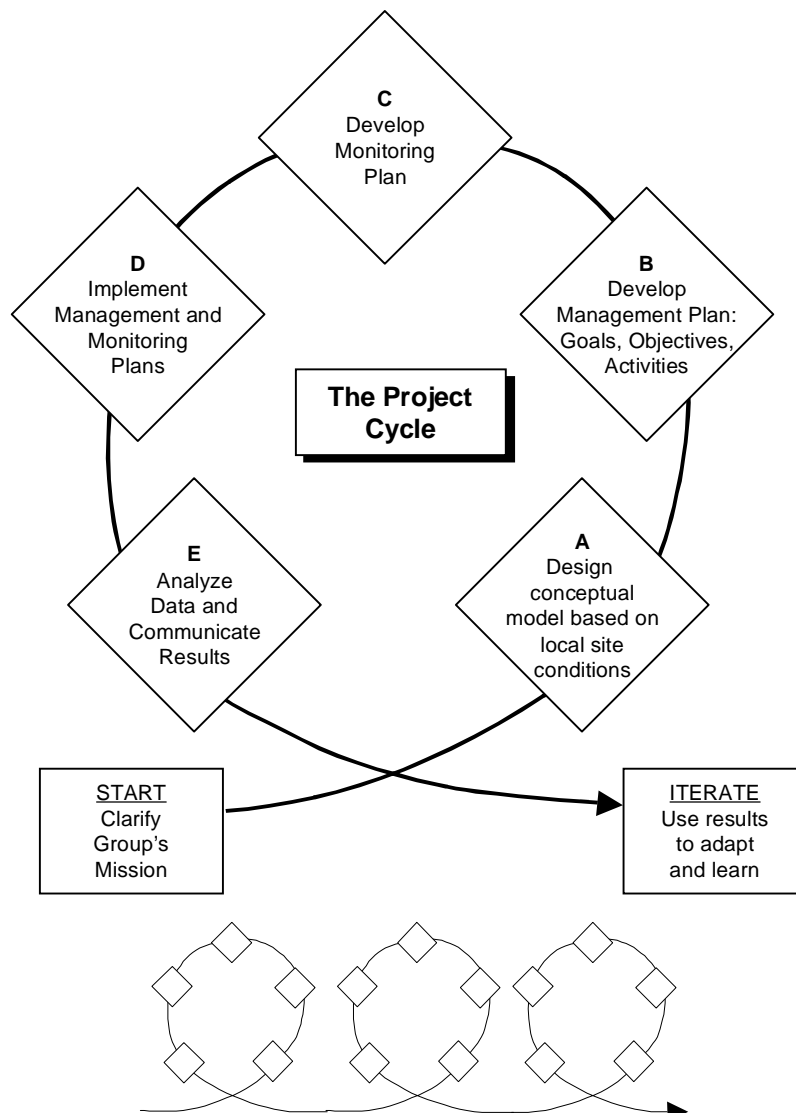 C
Develop
Monitoring
Plan
D
Implement
Management and
Monitoring
Plans
B
Develop
Management Plan:
Goals, Objectives,
Activities
The Project
Cycle
E
Analyze
Data and
Communicate
Results
A
Design
conceptual
model based on
local site
conditions
START
Clarify
Group's
Mission
ITERATE
Use results
to adapt
and learn